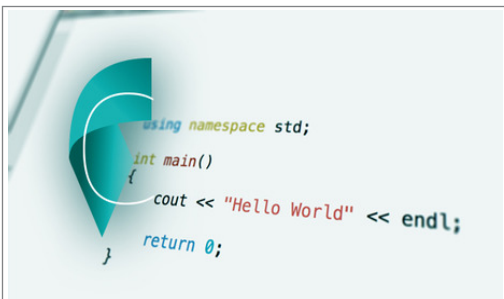 C
using namespace std;
int main()
{
cout << "Hello World" << endl;
return 0;
}